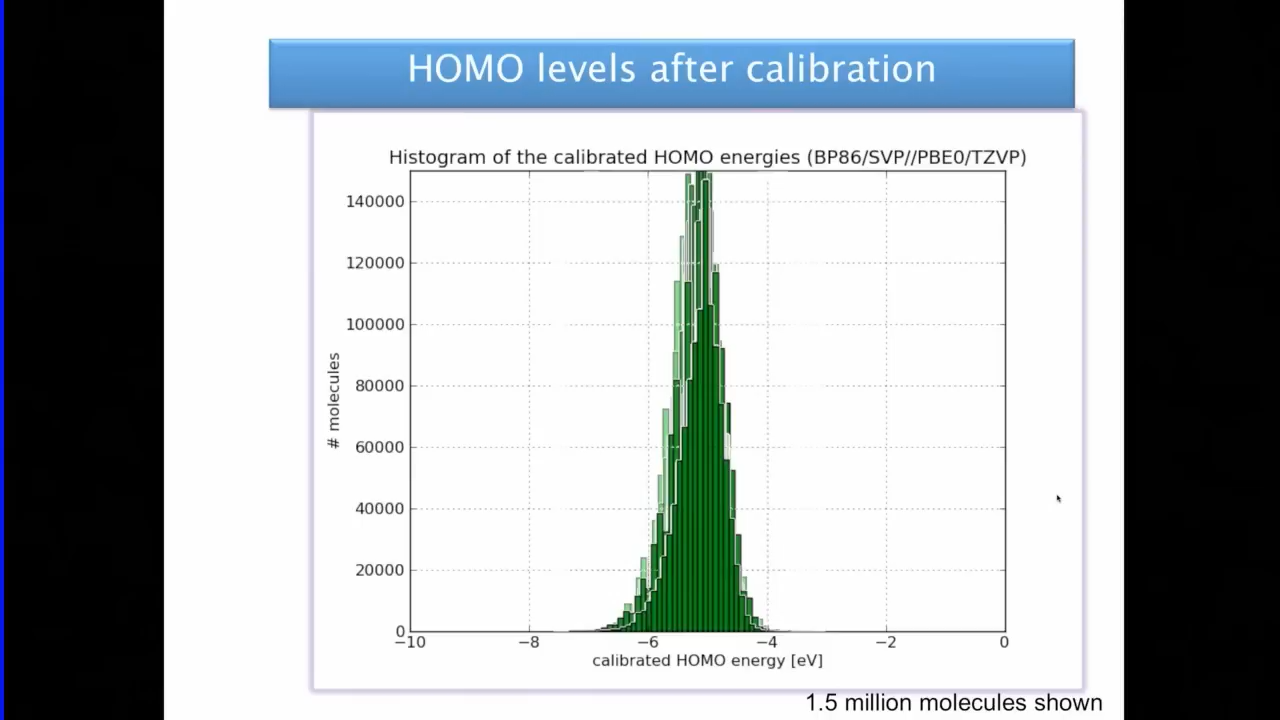 HOMO levels after calibration
Histogram of the calibrated HOMO energies (BP86/SVP//PBE0/TZVP)
140000
120000
100000
80000
60000
40000
20000
0
# molecules
−10 −8 −6 −4 −2 0
calibrated HOMO energy [eV]
1.5 million molecules shown